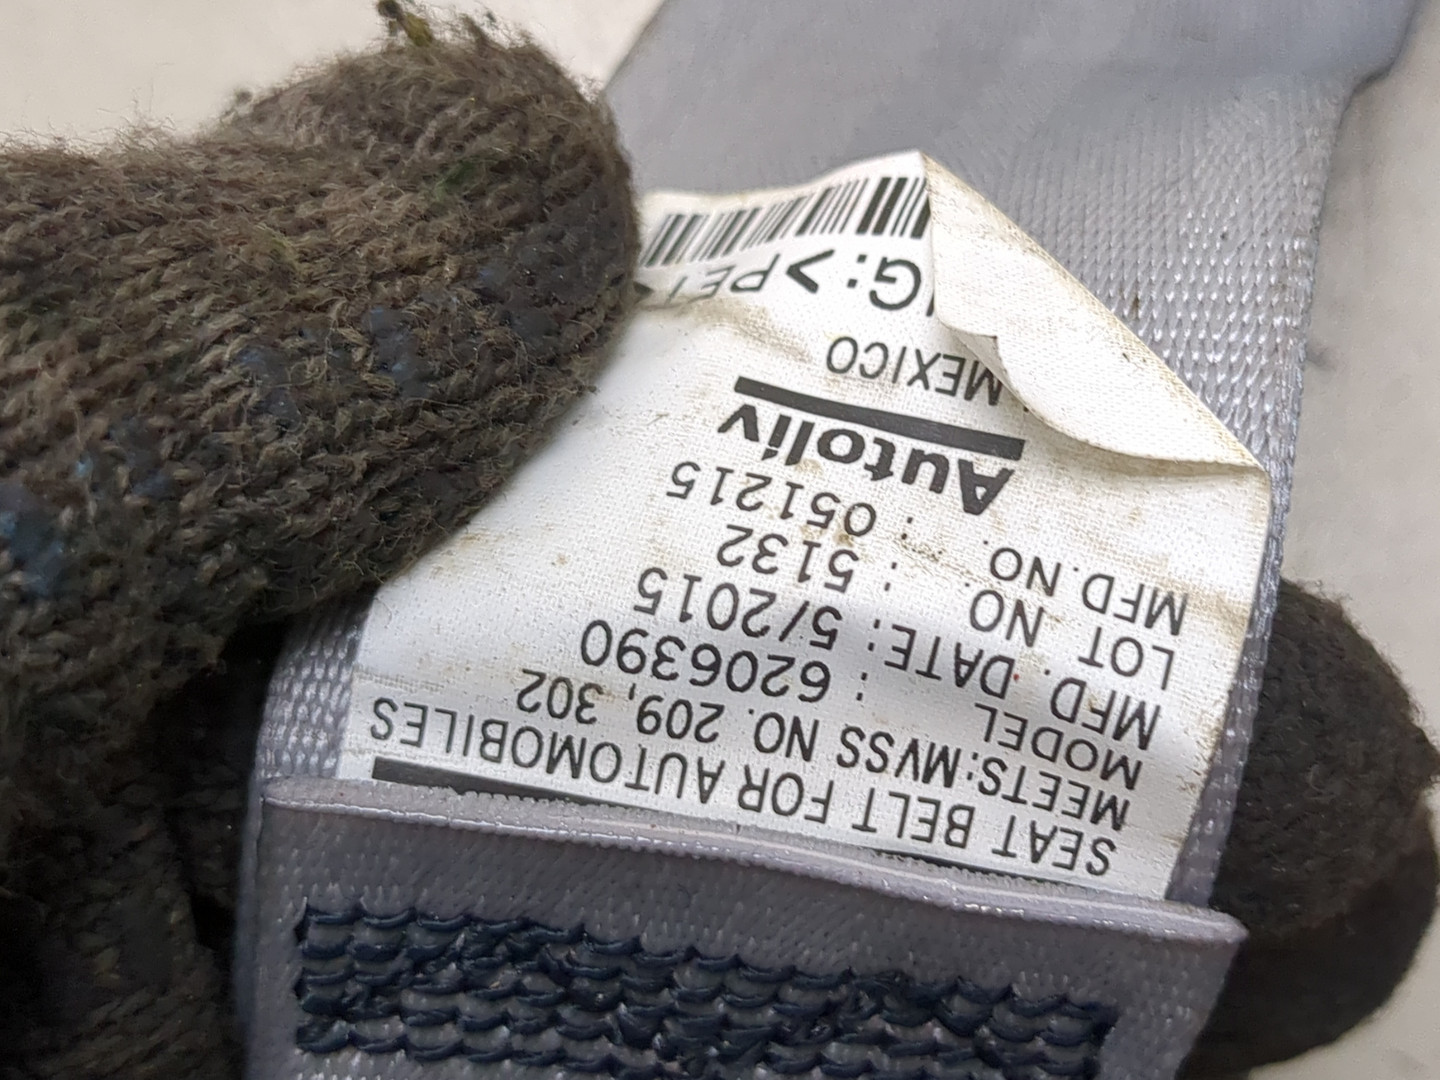 SEAT BELT FOR AUTOMOBILES
MEETS:MVSS NO. 209, 302
MODEL : 6206390
MFD. DATE: 5/2015
LOT NO : 5132
MFD.NO. : 051215
Autoliv
MEXICO
G:>PET<